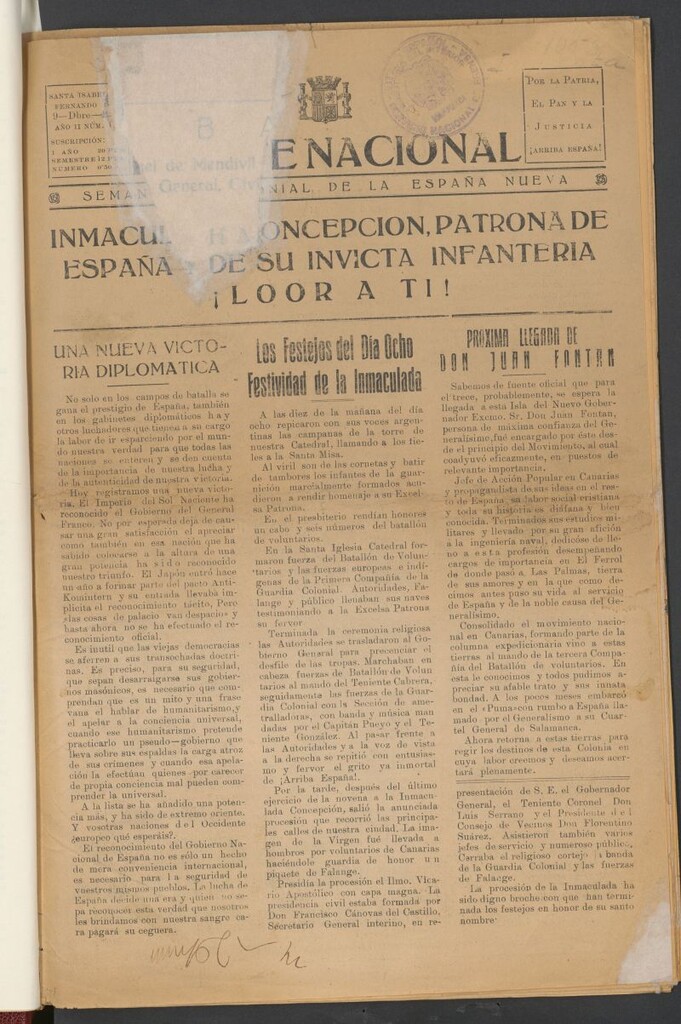 SANTA ISABE
FERNANDO
9—Dbre—
AÑO II NÚM.
SUSCRIPCIÓN:
1 AÑO
SEMESTRE
NUMERO
POR LA PATRIA,
EL PAN Y LA
JUSTICIA
¡ARRIBA ESPAÑA!
B
E NACIONAL
General, Civ
SEMAN NIAL DE LA ESPAÑA NUEVA
INMACUL ONCEPCION, PATRONA DE
ESPAÑA DE SU INVICTA INFANTERIA
¡LOOR A TI!
UNA NUEVA VICTO-
RIA DIPLOMATICA
No solo en los campos de batalla se
gana el prestigio de España, también
en los gabinetes diplomáticos hay
otros luchadores que tienen a su cargo
la labor de ir esparciendo por el mun-
do nuestra verdad para que todas las
naciones se enteren y se den cuenta
de la importancia de nuestra lucha y
de la autenticidad de nuestra victoria.
Hoy registramos una nueva victo-
ria. El Imperio del Sol Naciente ha
reconocido el Gobierno del General
Franco. No por esperada deja de cau-
sar una gran satisfacción el apreciar
como también en esa nación que ha
sabido colocarse a la altura de una
gran potencia ha sido reconocido
nuestro triunfo. El Japón entró hace
un año a formar parte del pacto Anti-
Komintern y su entrada llevaba im-
plicita el reconocimiento tácito, Pero
«las cosas de palacio van despacio» y
hasta ahora no se ha efectuado el re-
conocimiento oficial.
Es inutil que las viejas democracias
se aferren a sus transochadas doctri-
nas. Es preciso, para su seguridad,
que sepan desarraigarse sus gobier-
nos masónicos, es necesario que com-
prendan que es un mito y una frase
vana el hablar de humanitarismo, y
el apelar a la conciencia universal,
cuando ese humanitarismo pretende
practicarlo un pseudo-gobierno que
lleva sobre sus espaldas la carga atroz
de sus crimenes y cuando esa apela-
ción la efectúan quienes por carecer
de propia conciencia mal pueden com-
prender la universal.
A la lista se ha añadido una poten-
cia más, y ha sido de extremo oriente.
Y vosotras naciones del Occidente
europeo qué esperáis?.
El reconocimiento del Gobierno Na-
cional de España no es sólo un hecho
de mera conveniencia internacional,
es necesario para la seguridad de
vuestros mismos pueblos. La lucha de
España decide una era y quien no se-
pa reconocer esta verdad que nosotros
les brindamos con nuestra sangre ca-
ra pagará su ceguera.
Los Festejos del Dia Ocho
Festividad de la Inmaculada
A las diez de la mañana del día
ocho repicaron con sus voces argen-
tinas las campanas de la torre de
nuestra Catedral, llamando a los fie-
les a la Santa Misa.
Al viril son de las cornetas y batir
de tambores los infantes de la guar-
nición marcialmente formados acu-
dieron a rendir homenaje a su Excel-
sa Patrona.
En el presbiterio rendían honores
un cabo y seis números del batallón
de voluntarios.
En la Santa Iglesia Catedral for-
maron fuerza del Batallón de Volun-
tarios y las fuerzas europeas e indí-
genas de la Primera Compañía de la
Guardia Colonial. Autoridades, Fa-
lange y público llenaban sus naves
testimoniando a la Excelsa Patrona
su fervor.
Terminada la ceremonia religiosa
las Autoridades se trasladaron al Go-
bierno General para presenciar el
desfile de las tropas. Marchaban en
cabeza fuerzas de Batallón de Volun
tarios al mando del Teniente Cabrera,
seguidamente las fuerzas de la Guar-
dia Colonial con la Sección de ame-
tralladoras, con banda y música man
dadas por el Capitán Pueyo y el Te-
niente González. Al pasar frente a
las Autoridades y a la voz de vista
a la derecha se repitió con entusias-
mo y fervor el grito ya inmortal
de ¡Arriba España!.
Por la tarde, después del último
ejercicio de la novena a la Inmacu-
lada Concepción, salió la anunciada
procesión que recorrió las principa-
les calles de nuestra ciudad. La ima-
gen de la Virgen fué llevada a
hombros por voluntarios de Canarias
haciéndole guardia de honor un
piquete de Falange.
Presidia la procesión el Ilmo, Vica-
rio Apostólico con capa magna. La
presidencia civil estaba formada por
Don Francisco Cánovas del Castillo,
Secretario General interino, en re-
PROXIMA LLEGADA DE
DON JUAN FONTAN
Sabemos de fuente oficial que para
el trece, probablemente, se espera la
llegada a esta Isla del Nuevo Gober-
nador Excmo. Sr. Don Juan Fontan,
persona de máxima confianza del Ge-
neralísimo, fué encargado por éste des-
de el principio del Movimiento, al cual
coadyuvó eficazmente, en puestos de
relevante importancia.
Jefe de Acción Popular en Canarias
y propagandista de sus ideas en el res-
to de España, su labor social-cristiana
y toda su historia es diáfana y bien
conocida. Terminados sus estudios mi-
litares y llevado por su gran afición
a la ingeniería naval, dedicóse de lle-
no a esta profesión desempeñando
cargos de importancia en El Ferrol
de donde pasó a Las Palmas, tierra
de sus amores y en la que como de-
cimos antes puso su vida al servicio
de España y de la noble causa del Ge-
neralísimo.
Consolidado el movimiento nacio-
nal en Canarias, formando parte de la
columna expedicionaria vino a estas
tierras al mando de la tercera Compa-
ñía del Batallón de voluntarios. En
esta le conocimos y todos pudimos a-
preciar su afable trato y sus innata
bondad. A los pocos meses embarcó
en el «Puma» con rumbo a España lla-
mado por el Generalísimo a su Cuar-
tel General de Salamanca.
Ahora retorna a estas tierras para
regir los destinos de esta Colonia en
cuya labor creemos y deseamos acer-
tará plenamente.
presentación de S. E. el Gobernador
General, el Teniente Coronel Don
Luis Serrano y el Presidente del
Consejo de Vecinos Don Florentino
Suárez. Asistieron también varios
jefes de servicio y numeroso público,
Cerraba el religioso cortejo la banda
de la Guardia Colonial y las fuerzas
de Falange.
La procesión de la Inmaculada ha
sido digno broche con que han termi-
nado los festejos en honor de su santo
nombre